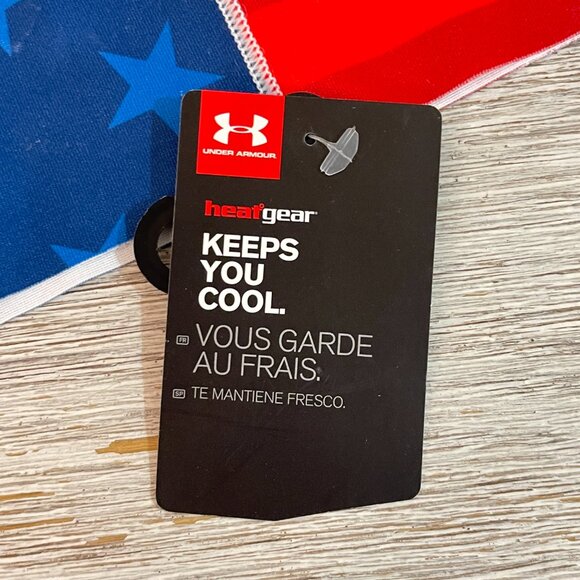 UNDER ARMOUR
heatgear
KEEPS
YOU
COOL.
FR VOUS GARDE
AU FRAIS.
SP TE MANTIENE FRESCO.